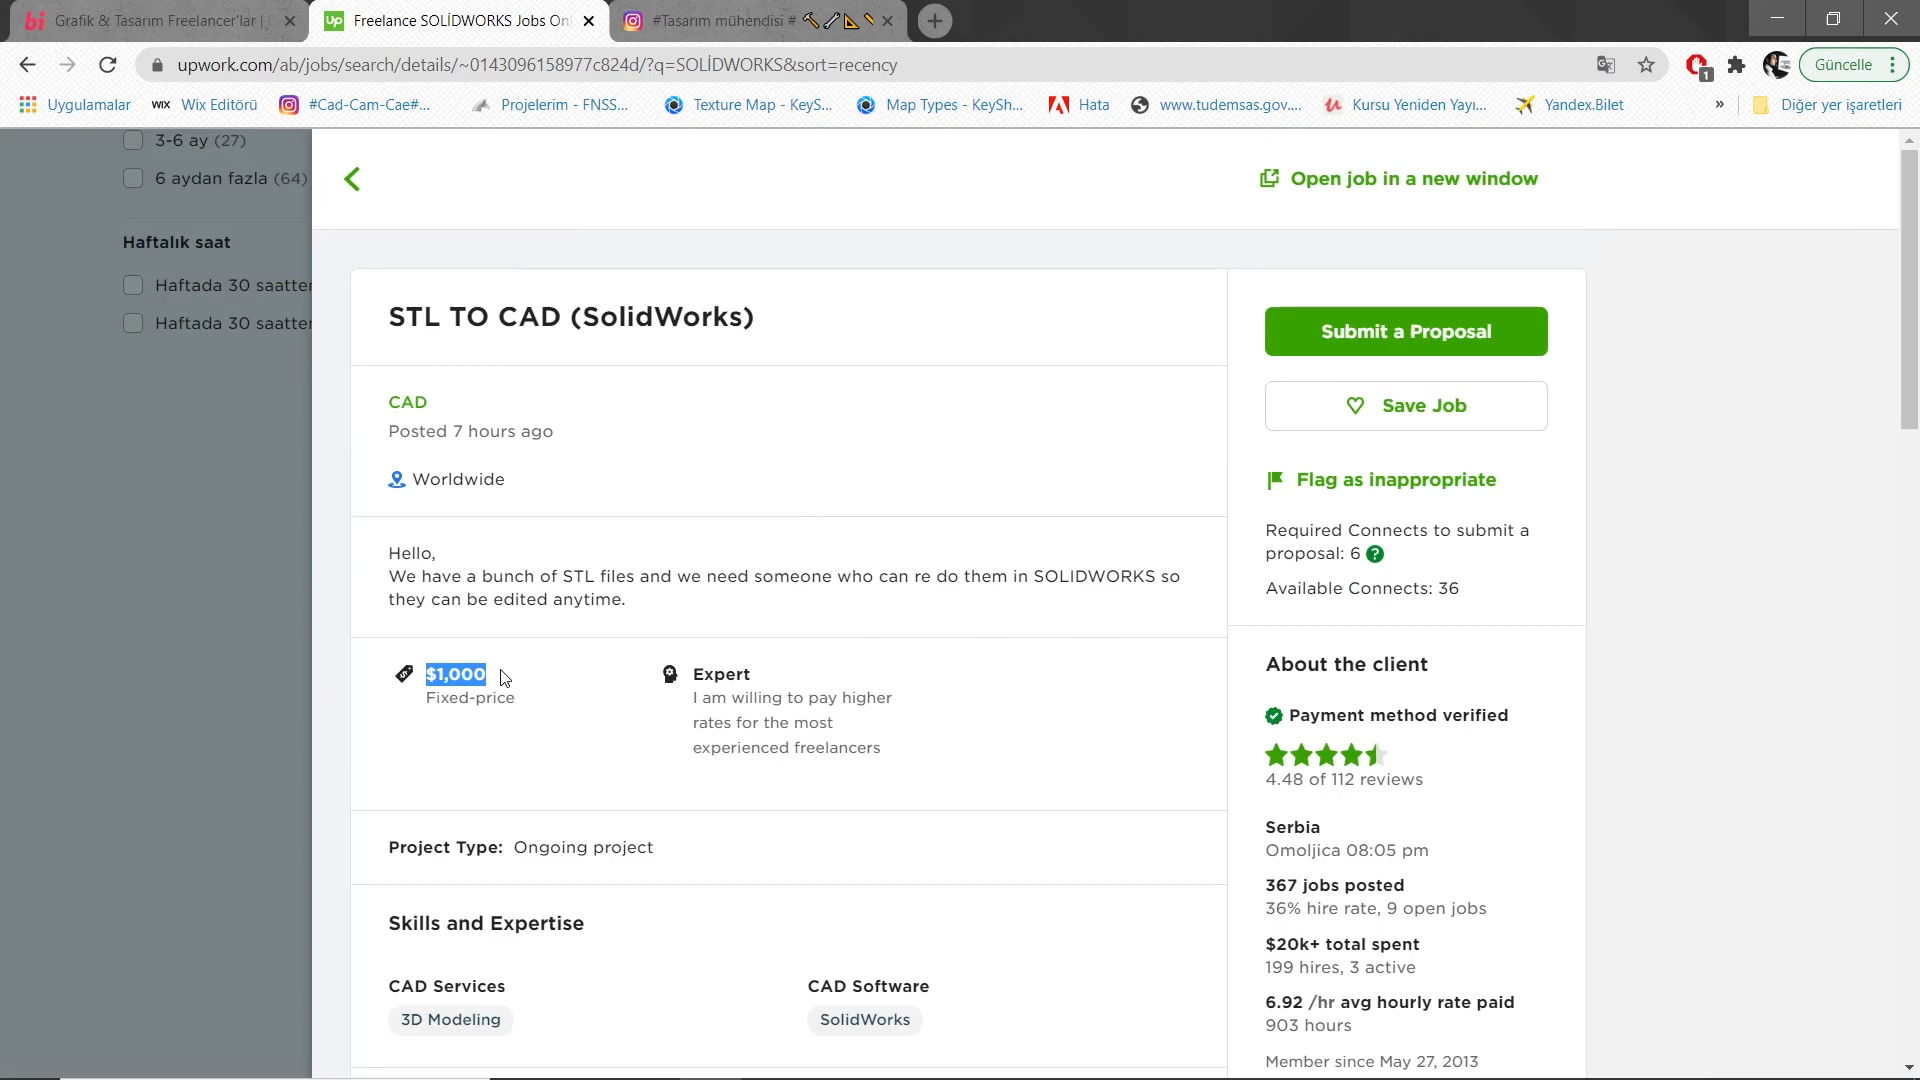 Grafik & Tasarım Freelancer'lar |
Freelance SOLİDWORKS Jobs On
#Tasarım mühendisi #
upwork.com/ab/jobs/search/details/~0143096158977c824d/?q=SOLİDWORKS&sort=recency
1
Güncelle
Uygulamalar
WIX Wix Editörü
#Cad-Cam-Cae#...
Projelerim - FNSS...
Texture Map - KeyS...
Map Types - KeySh...
Hata
www.tudemsas.gov....
Kursu Yeniden Yayı...
Yandex.Bilet
»
Diğer yer işaretleri
3-6 ay (27)
6 aydan fazla (64)
Haftalık saat
Haftada 30 saatten
Haftada 30 saatten
Open job in a new window
STL TO CAD (SolidWorks)
CAD
Posted 7 hours ago
Worldwide
Hello,
We have a bunch of STL files and we need someone who can re do them in SOLIDWORKS so
they can be edited anytime.
$1,000
Fixed-price
Expert
I am willing to pay higher
rates for the most
experienced freelancers
Project Type: Ongoing project
Skills and Expertise
CAD Services
3D Modeling
CAD Software
SolidWorks
Submit a Proposal
Save Job
Flag as inappropriate
Required Connects to submit a
proposal: 6 ?
Available Connects: 36
About the client
Payment method verified
4.48 of 112 reviews
Serbia
Omoljica 08:05 pm
367 jobs posted
36% hire rate, 9 open jobs
$20k+ total spent
199 hires, 3 active
6.92 /hr avg hourly rate paid
903 hours
Member since May 27, 2013